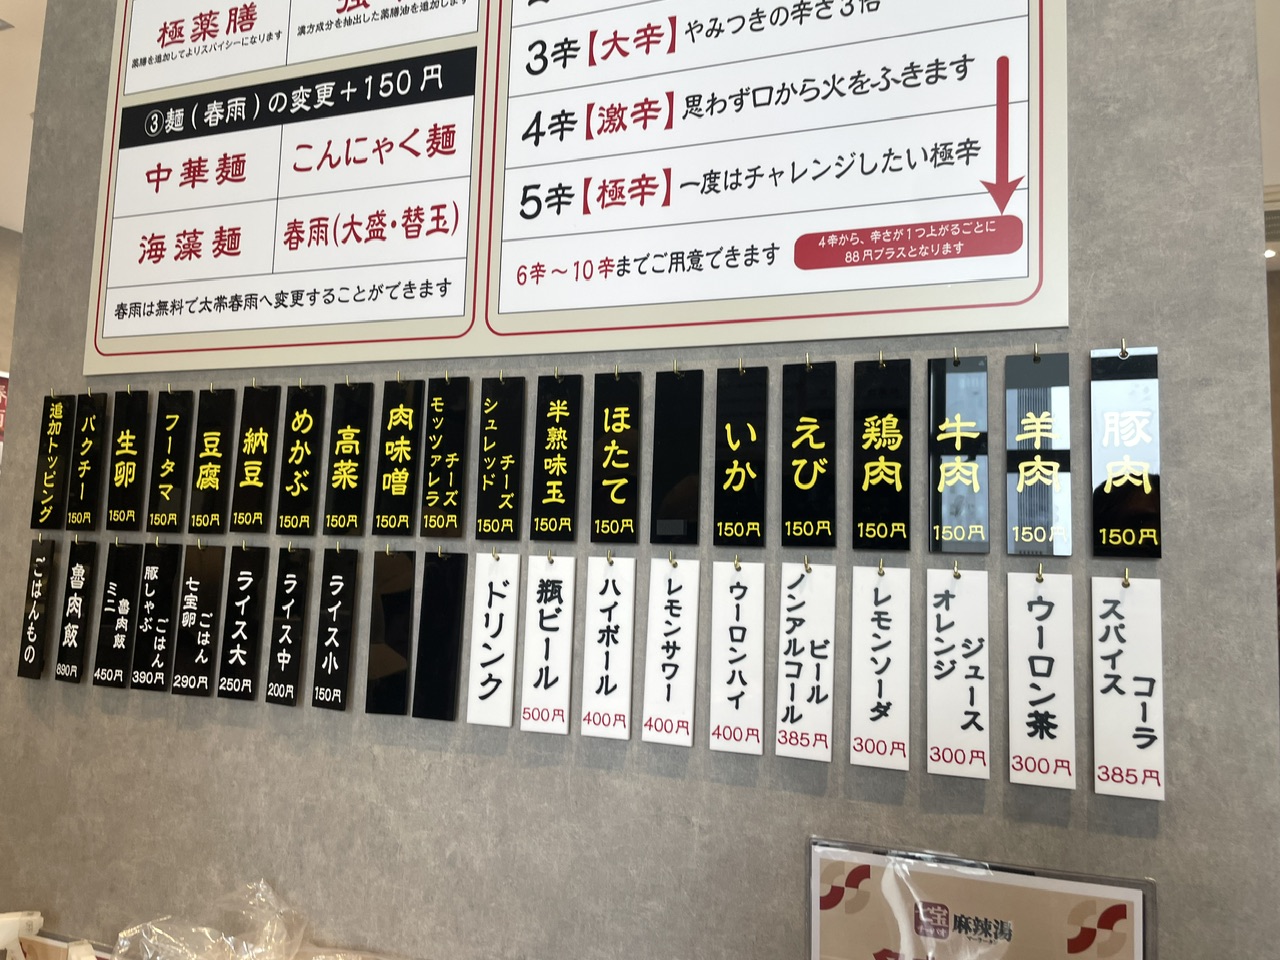 極薬膳
薬膳を追加してよりスパイシーになります
漢方成分を抽出した薬膳油を追加します
③麺(春雨)の変更+150円
中華麺
こんにゃく麺
海藻麺
春雨(大盛・替玉)
春雨は無料で太帯春雨へ変更することができます
3辛【大辛】やみつきの辛さ3倍
4辛【激辛】思わず口から火をふきます
5辛【極辛】一度はチャレンジしたい極辛
6辛～10辛までご用意できます
4辛から、辛さが1つ上がるごとに
88円プラスとなります
追加トッピング
パクチー
150円
生卵
150円
フータマ
150円
豆腐
150円
納豆
150円
めかぶ
150円
高菜
150円
肉味噌
150円
モッツァレラ
チーズ
150円
シュレッド
チーズ
150円
半熟味玉
150円
ほたて
150円
いか
150円
えび
150円
鶏肉
150円
牛肉
150円
羊肉
150円
豚肉
150円
ごはんもの
魯肉飯
890円
ミニ
魯肉飯
450円
豚しゃぶ
ごはん
390円
七宝卵
ごはん
290円
ライス大
250円
ライス中
200円
ライス小
150円
ドリンク
瓶ビール
500円
ハイボール
400円
レモンサワー
400円
ウーロンハイ
400円
ノンアルコール
ビール
385円
レモンソーダ
300円
オレンジ
ジュース
300円
ウーロン茶
300円
スパイス
コーラ
385円
七宝
麻辣湯